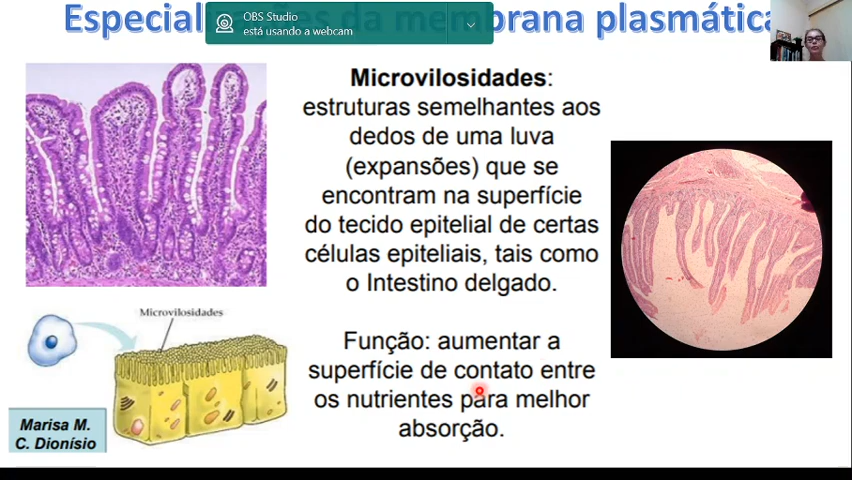 Especial da membrana plasmática
OBS Studio
está usando a webcam
Microvilosidades:
estruturas semelhantes aos
dedos de uma luva
(expansões) que se
encontram na superfície
do tecido epitelial de certas
células epiteliais, tais como
o Intestino delgado.
Função: aumentar a
superfície de contato entre
os nutrientes para melhor
absorção.
Microvilosidades
Marisa M.
C. Dionísio